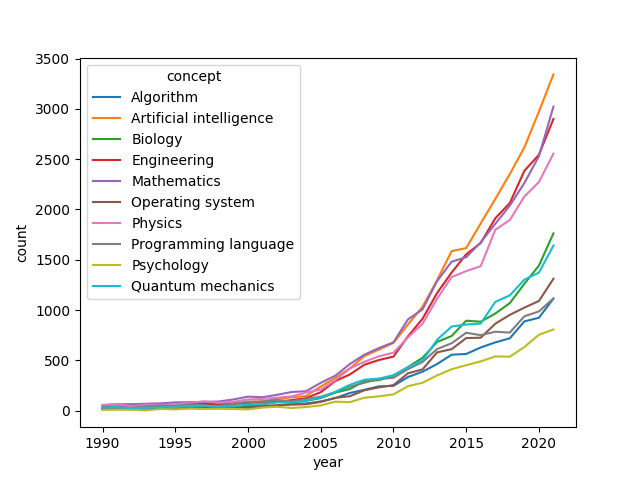 concept
Algorithm
Artificial intelligence
Biology
Engineering
Mathematics
Operating system
Physics
Programming language
Psychology
Quantum mechanics
3500
3000
2500
2000
1500
1000
500
0
count
1990 1995 2000 2005 2010 2015 2020
year